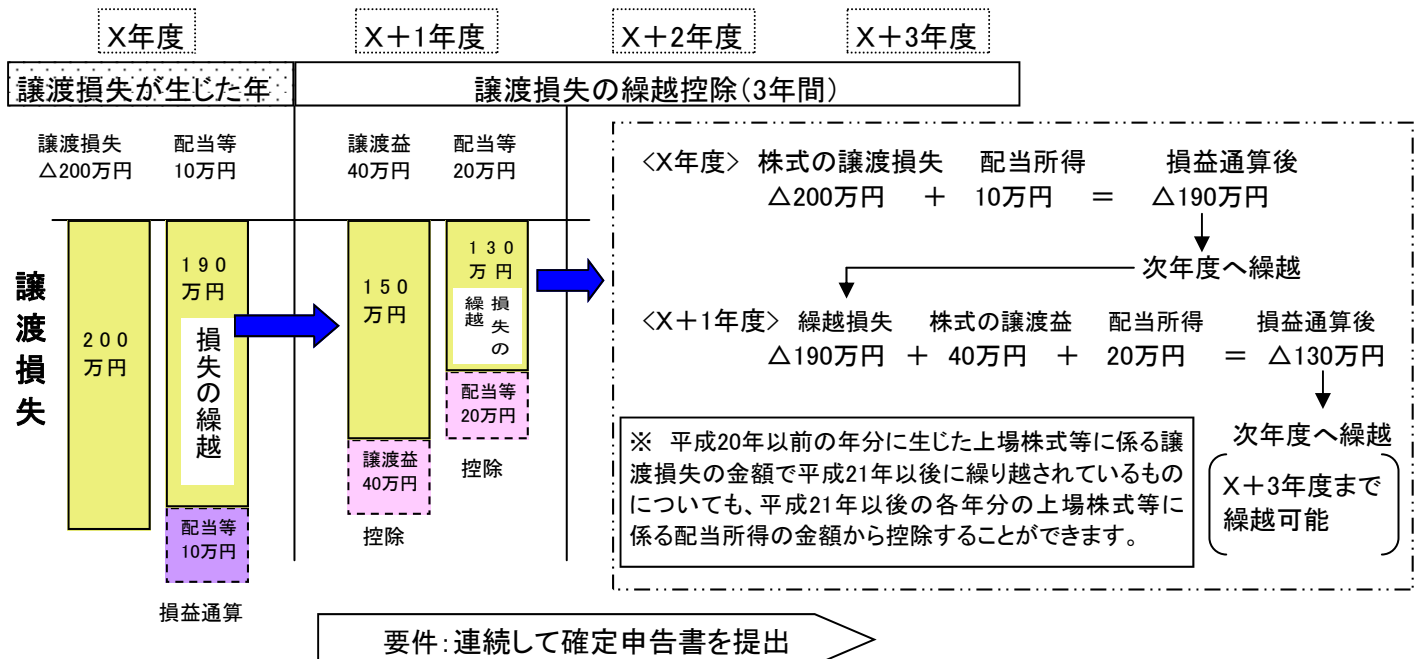 X年度
X+1年度
X+2年度
X+3年度
譲渡損失が生じた年
譲渡損失の繰越控除(3年間)
譲渡損失
△200万円
配当等
10万円
譲渡益
40万円
配当等
20万円
譲渡損失
200
万円
190
万円
損失の繰越
配当等
10万円
損益通算
150
万円
譲渡益
40万円
控除
130
万円
損失の
繰越
配当等
20万円
控除
<X年度> 株式の譲渡損失 配当所得 損益通算後
△200万円 + 10万円 = △190万円
次年度へ繰越
<X+1年度> 繰越損失 株式の譲渡益 配当所得 損益通算後
△190万円 + 40万円 + 20万円 = △130万円
次年度へ繰越
X+3年度まで
繰越可能
※ 平成20年以前の年分に生じた上場株式等に係る譲
渡損失の金額で平成21年以後に繰り越されているもの
についても、平成21年以後の各年分の上場株式等に
係る配当所得の金額から控除することができます。
要件:連続して確定申告書を提出